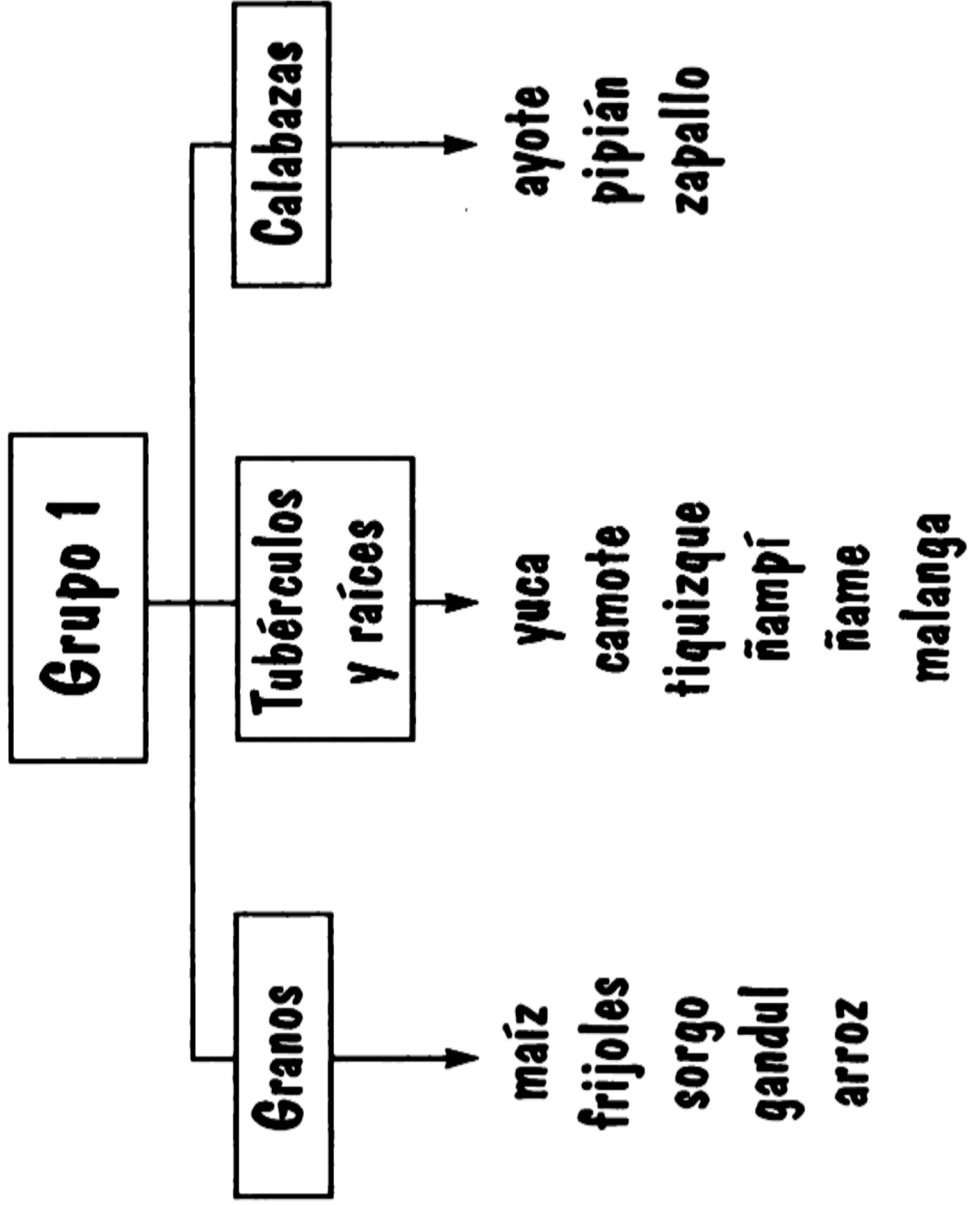 Grupo 1
Granos
maíz
frijoles
sorgo
gandul
arroz
Tubérculos
y raíces
yuca
camote
tiquizque
ñampí
ñame
malanga
Calabazas
ayote
pipián
zapallo